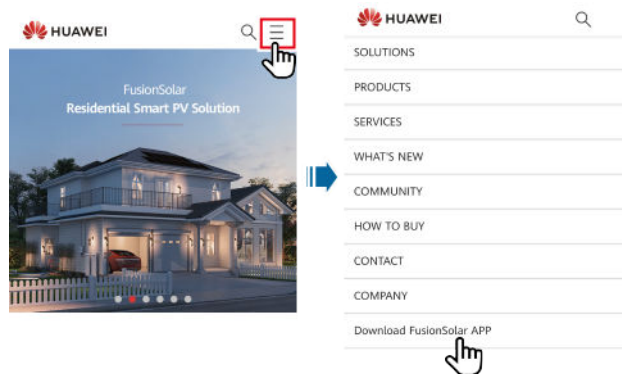 HUAWEI
FusionSolar
Residential Smart PV Solution
HUAWEI
SOLUTIONS
PRODUCTS
SERVICES
WHAT'S NEW
COMMUNITY
HOW TO BUY
CONTACT
COMPANY
Download FusionSolar APP